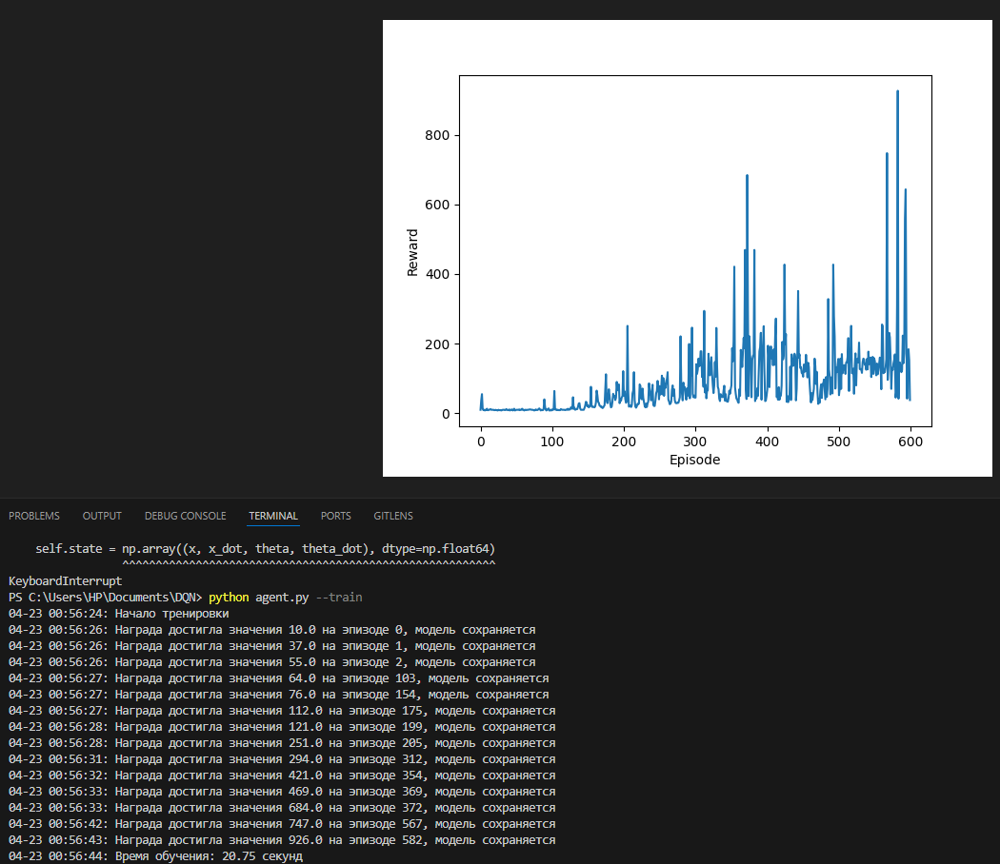 800
600
400
200
0
Reward
0 100 200 300 400 500 600
Episode
PROBLEMS OUTPUT DEBUG CONSOLE TERMINAL PORTS GITLENS
self.state = np.array((x, x_dot, theta, theta_dot), dtype=np.float64)
^^^^^^^^^^^^^^^^^^^^^^^^^^^^^^^^^^^^^^^^^^^^^^^^^^^^^^^^
KeyboardInterrupt
PS C:\Users\HP\Documents\DQN> python agent.py --train
04-23 00:56:24: Начало тренировки
04-23 00:56:26: Награда достигла значения 10.0 на эпизоде 0, модель сохраняется
04-23 00:56:26: Награда достигла значения 37.0 на эпизоде 1, модель сохраняется
04-23 00:56:26: Награда достигла значения 55.0 на эпизоде 2, модель сохраняется
04-23 00:56:27: Награда достигла значения 64.0 на эпизоде 103, модель сохраняется
04-23 00:56:27: Награда достигла значения 76.0 на эпизоде 154, модель сохраняется
04-23 00:56:27: Награда достигла значения 112.0 на эпизоде 175, модель сохраняется
04-23 00:56:28: Награда достигла значения 121.0 на эпизоде 199, модель сохраняется
04-23 00:56:28: Награда достигла значения 251.0 на эпизоде 205, модель сохраняется
04-23 00:56:31: Награда достигла значения 294.0 на эпизоде 312, модель сохраняется
04-23 00:56:32: Награда достигла значения 421.0 на эпизоде 354, модель сохраняется
04-23 00:56:33: Награда достигла значения 469.0 на эпизоде 369, модель сохраняется
04-23 00:56:33: Награда достигла значения 684.0 на эпизоде 372, модель сохраняется
04-23 00:56:42: Награда достигла значения 747.0 на эпизоде 567, модель сохраняется
04-23 00:56:43: Награда достигла значения 926.0 на эпизоде 582, модель сохраняется
04-23 00:56:44: Время обучения: 20.75 секунд